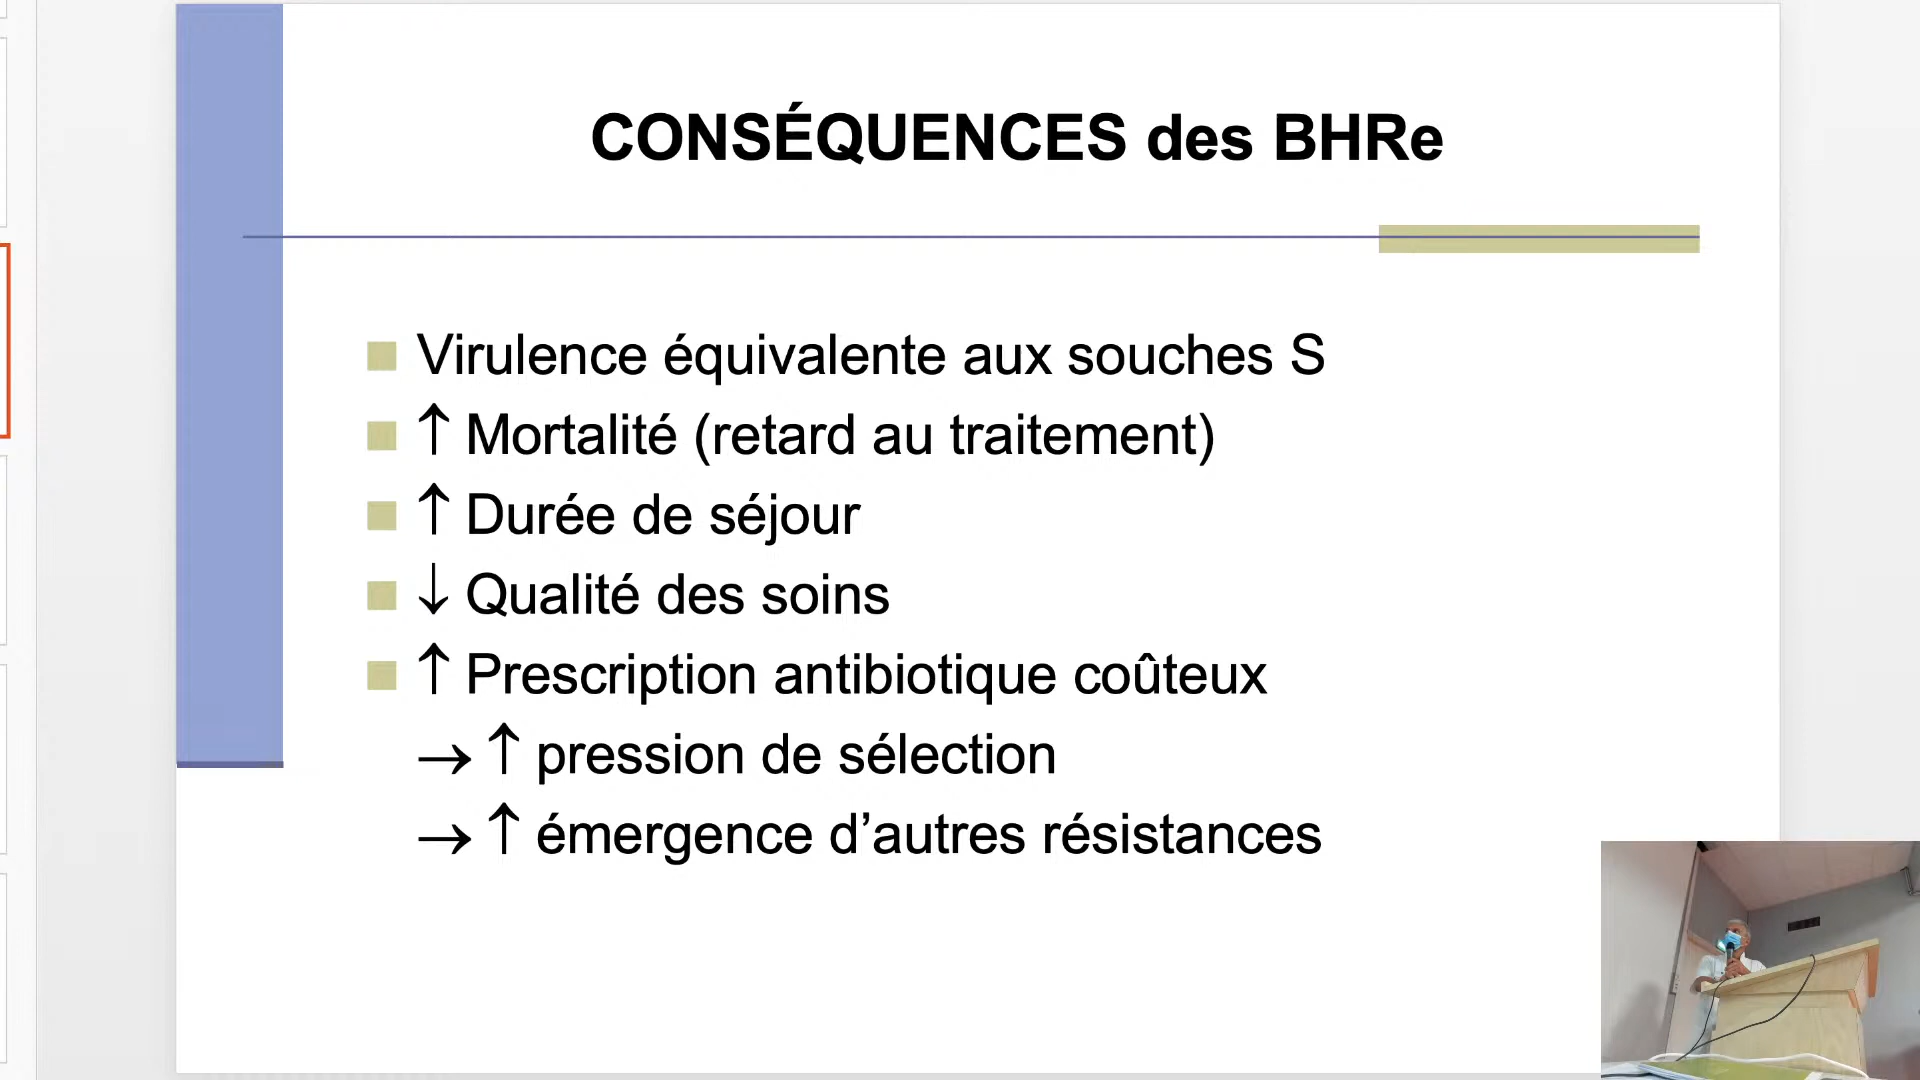 CONSÉQUENCES des BHRe
Virulence équivalente aux souches S
↑ Mortalité (retard au traitement)
↑ Durée de séjour
↓ Qualité des soins
↑ Prescription antibiotique coûteux
→ ↑ pression de sélection
→ ↑ émergence d’autres résistances